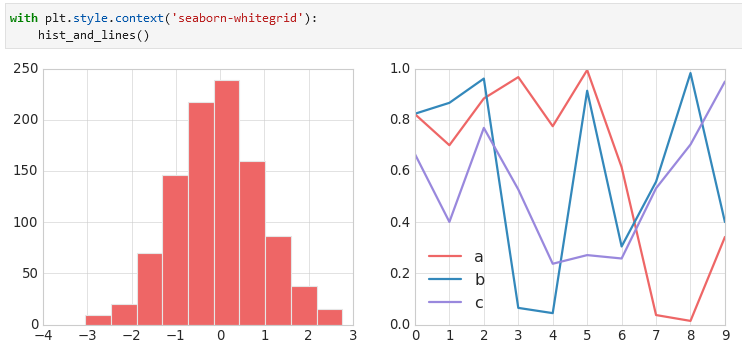 with plt.style.context('seaborn-whitegrid'):
hist_and_lines()
250
200
150
100
50
0
−4 −3 −2 −1 0 1 2 3
1.0
0.8
0.6
0.4
0.2
0.0
a
b
c
0 1 2 3 4 5 6 7 8 9